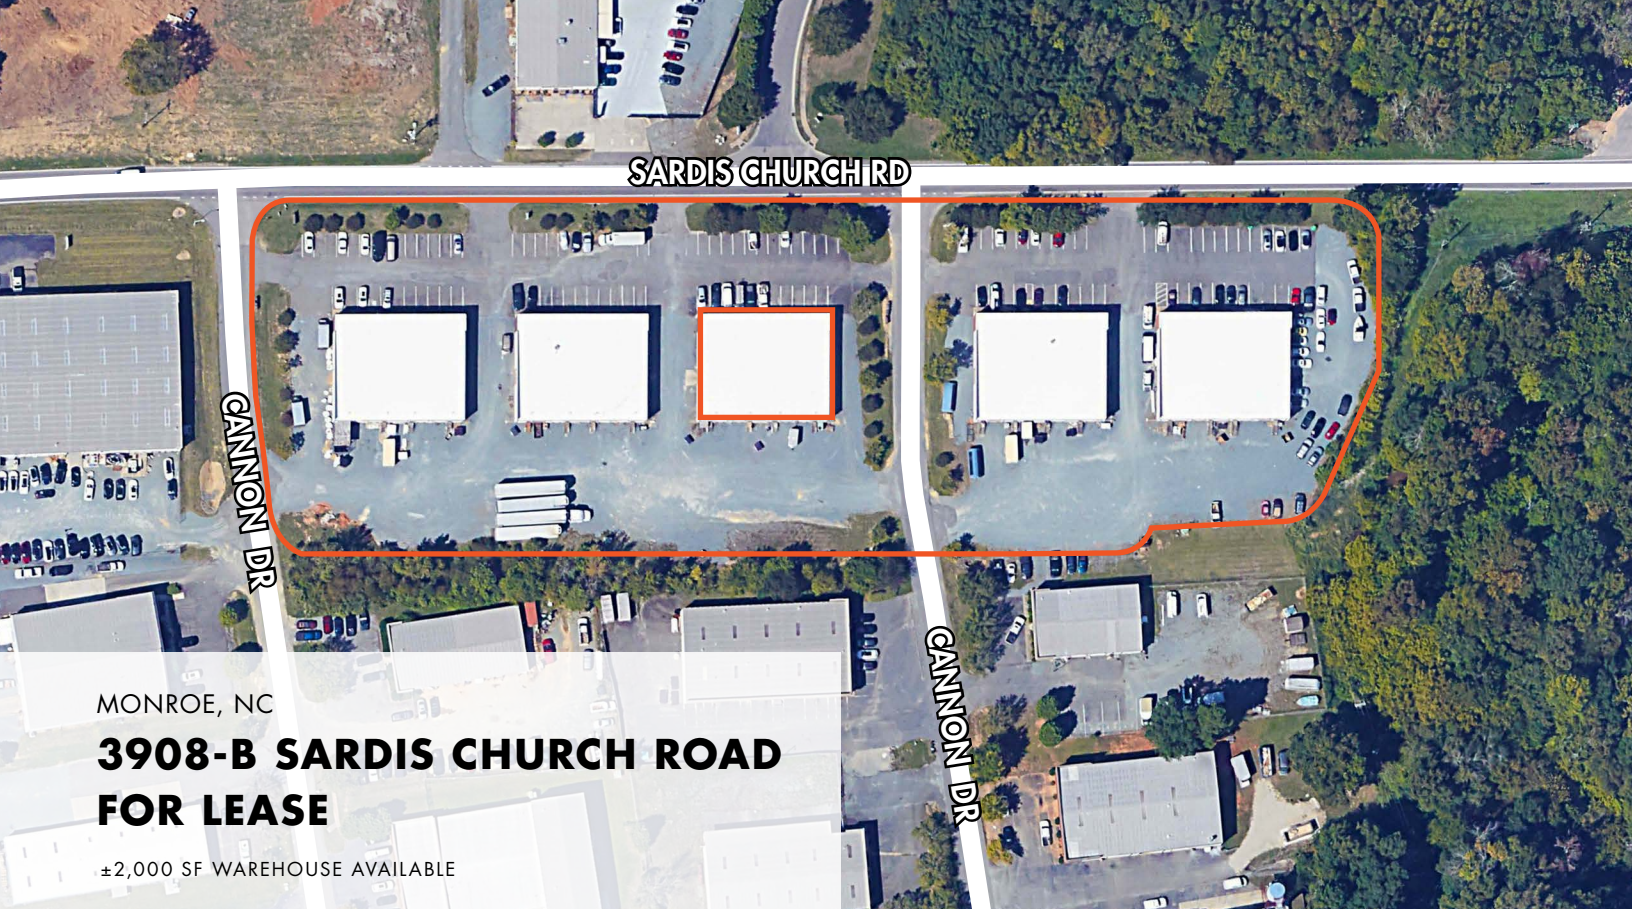 SARDIS CHURCH RD
CANNON DR
CANNON DR
MONROE, NC
3908-B SARDIS CHURCH ROAD
FOR LEASE
±2,000 SF WAREHOUSE AVAILABLE